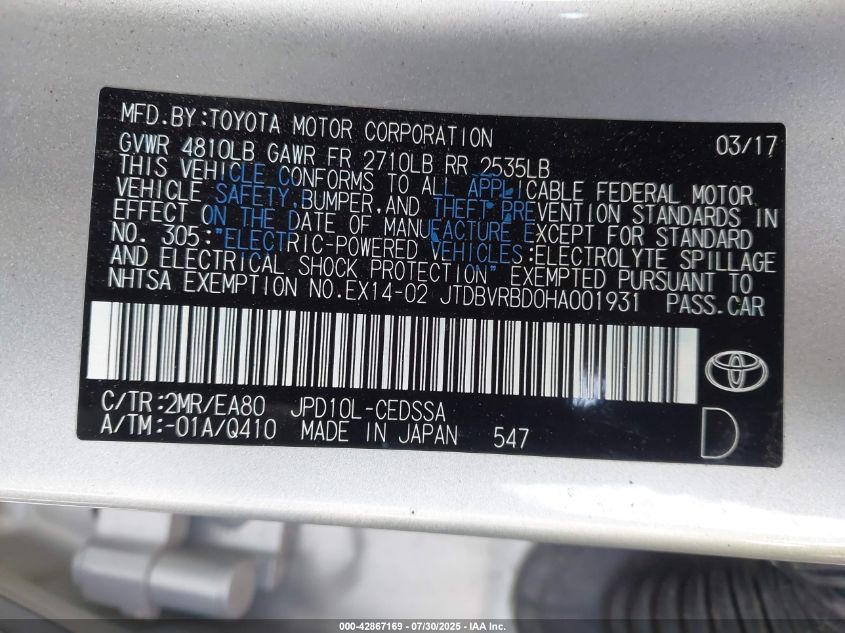 MFD.BY:TOYOTA MOTOR CORPORATION 03/17
GVWR 4810LB GAWR FR 2710LB RR 2535LB
THIS VEHICLE CONFORMS TO ALL APPLICABLE FEDERAL MOTOR
VEHICLE SAFETY,BUMPER,AND THEFT PREVENTION STANDARDS IN
EFFECT ON THE DATE OF MANUFACTURE EXCEPT FOR STANDARD
NO. 305:"ELECTRIC-POWERED VEHICLES:ELECTROLYTE SPILLAGE
AND ELECTRICAL SHOCK PROTECTION" EXEMPTED PURSUANT TO
NHTSA EXEMPTION NO.EX14-02 JTDBVRBD0HA001931 PASS.CAR
C/TR:2MR/EA80 JPD10L-CEDSSA
A/TM:-01A/Q410 MADE IN JAPAN 547
D
000-42867169 | 07/30/2025 | IAA Inc.